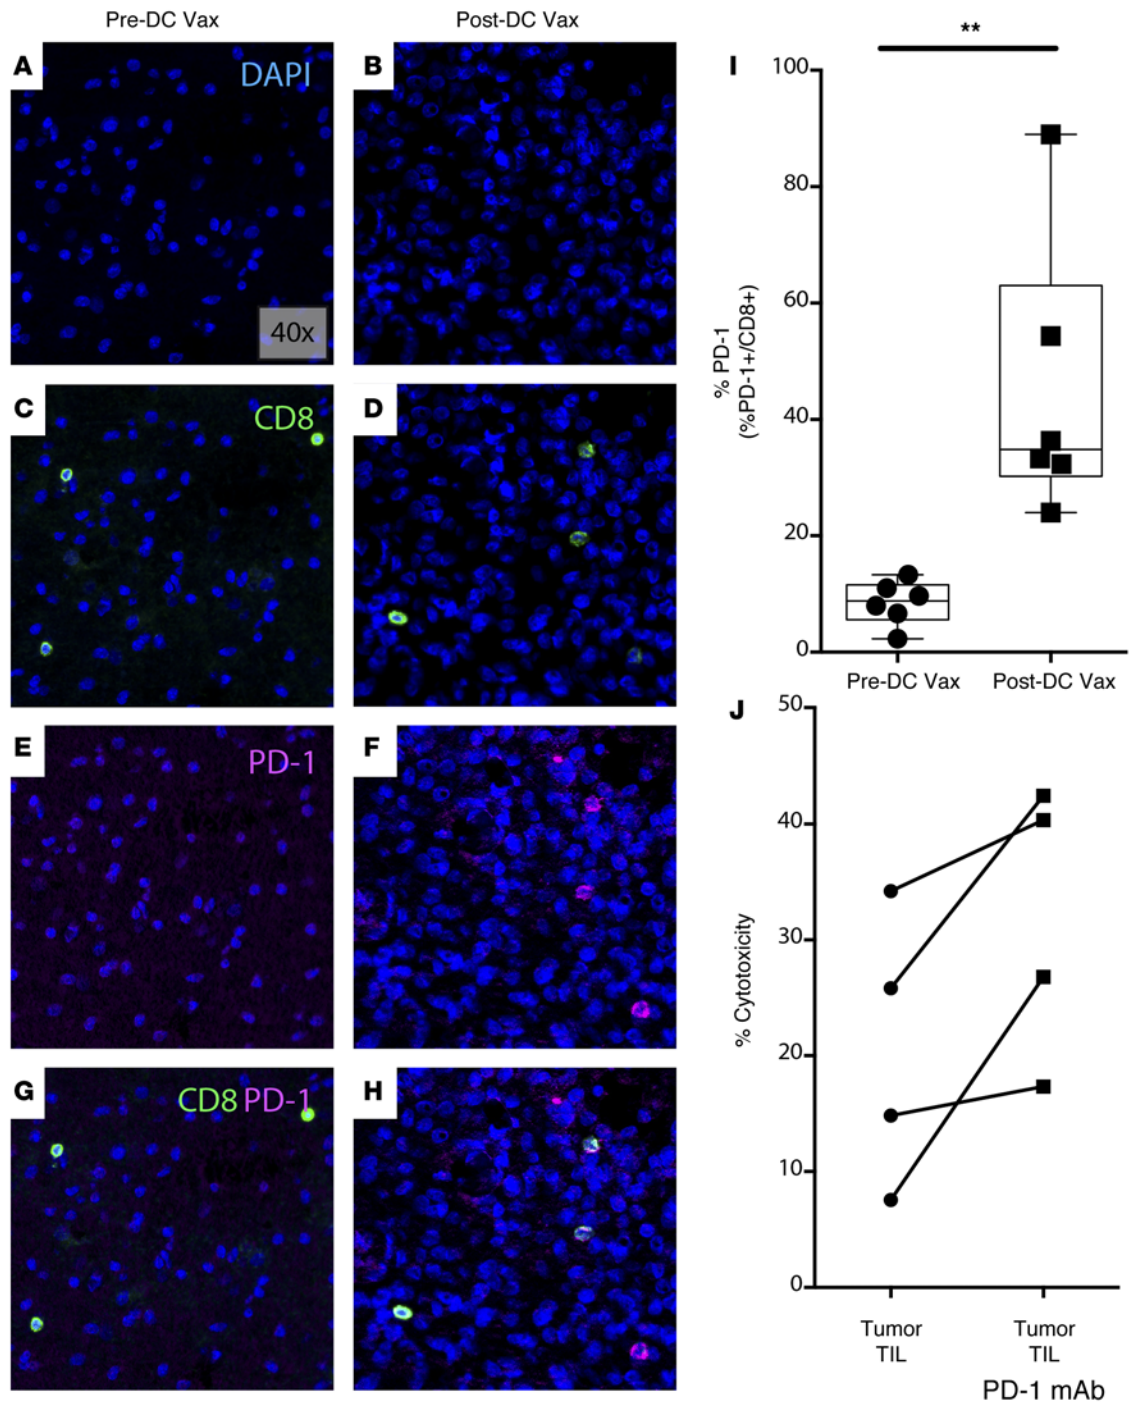 Pre-DC Vax
Post-DC Vax
A
DAPI
40x
B
C
CD8
D
E
PD-1
F
G
CD8 PD-1
H
I
**
100
80
60
40
20
0
% PD-1
(%PD-1+/CD8+)
Pre-DC Vax
Post-DC Vax
J
50
40
30
20
10
0
% Cytotoxicity
Tumor
TIL
Tumor
TIL
PD-1 mAb